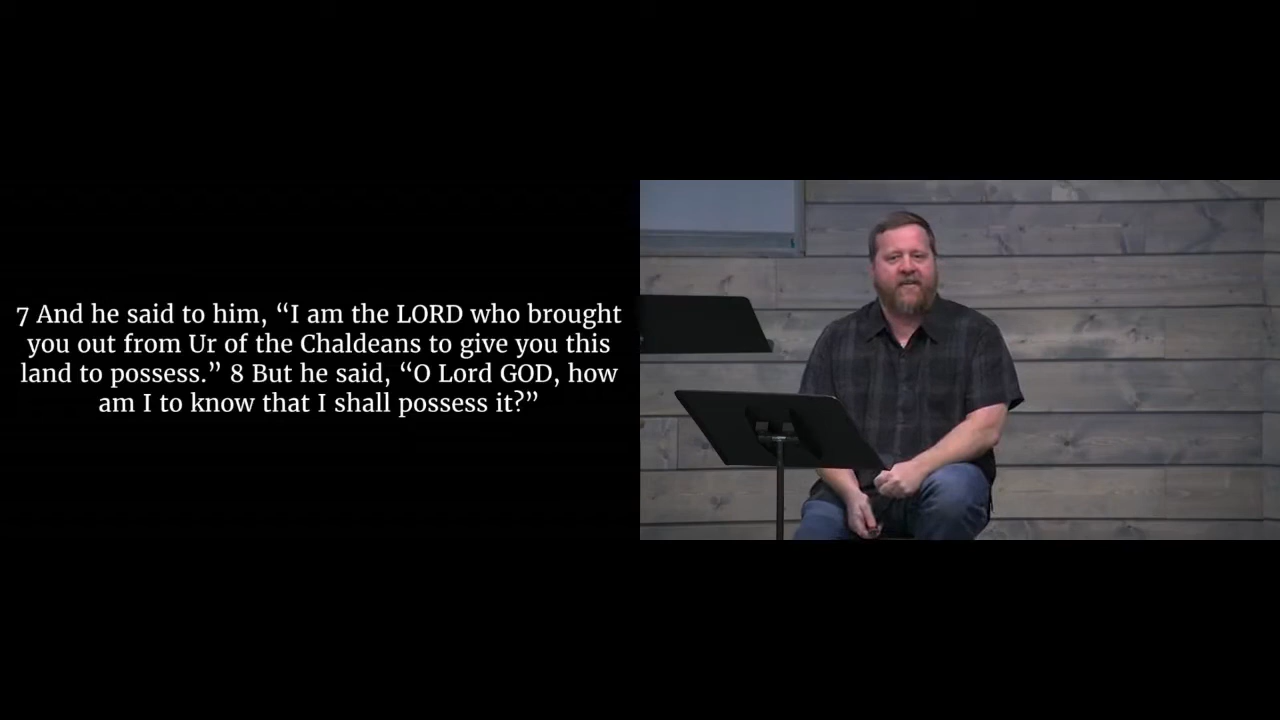 7 And he said to him, “I am the LORD who brought
you out from Ur of the Chaldeans to give you this
land to possess.” 8 But he said, “O Lord GOD, how
am I to know that I shall possess it?”